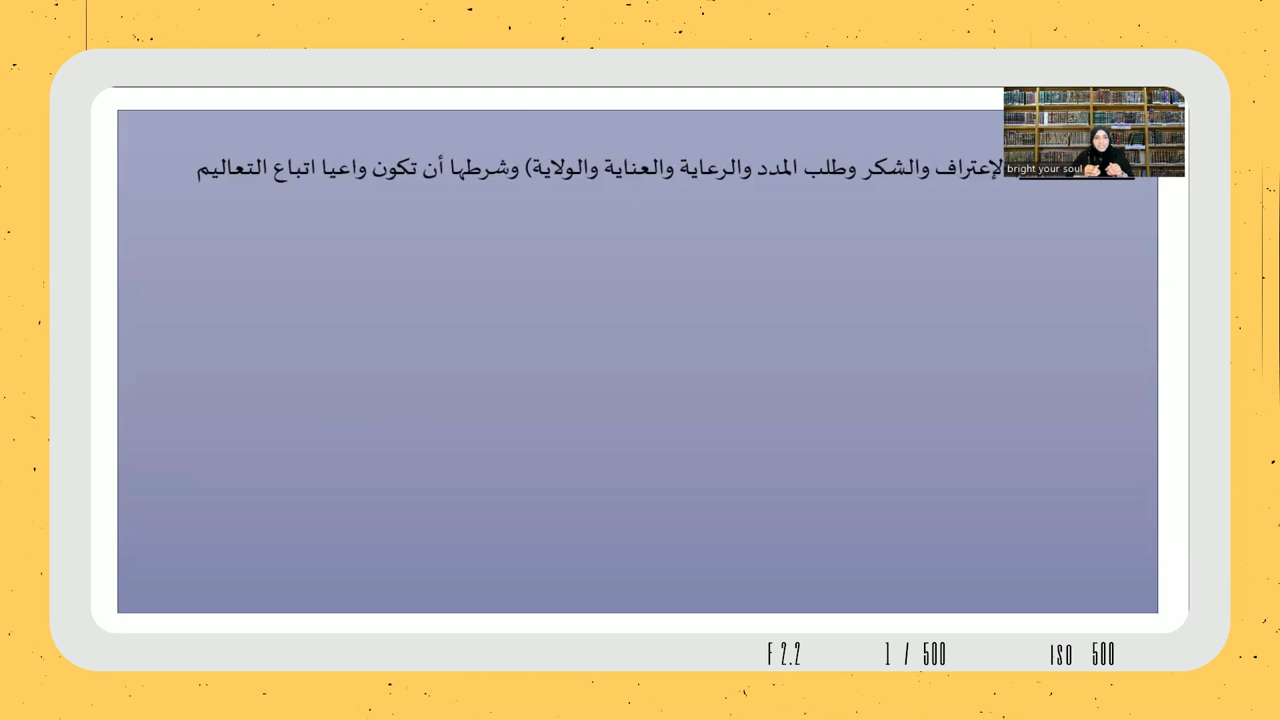 لإعتراف والشكر وطلب المدد والرعاية والعناية والولاية) وشرطها أن تكون واعيا اتباع التعاليم
bright your soul
F 2.2 1 / 500 ISO 500